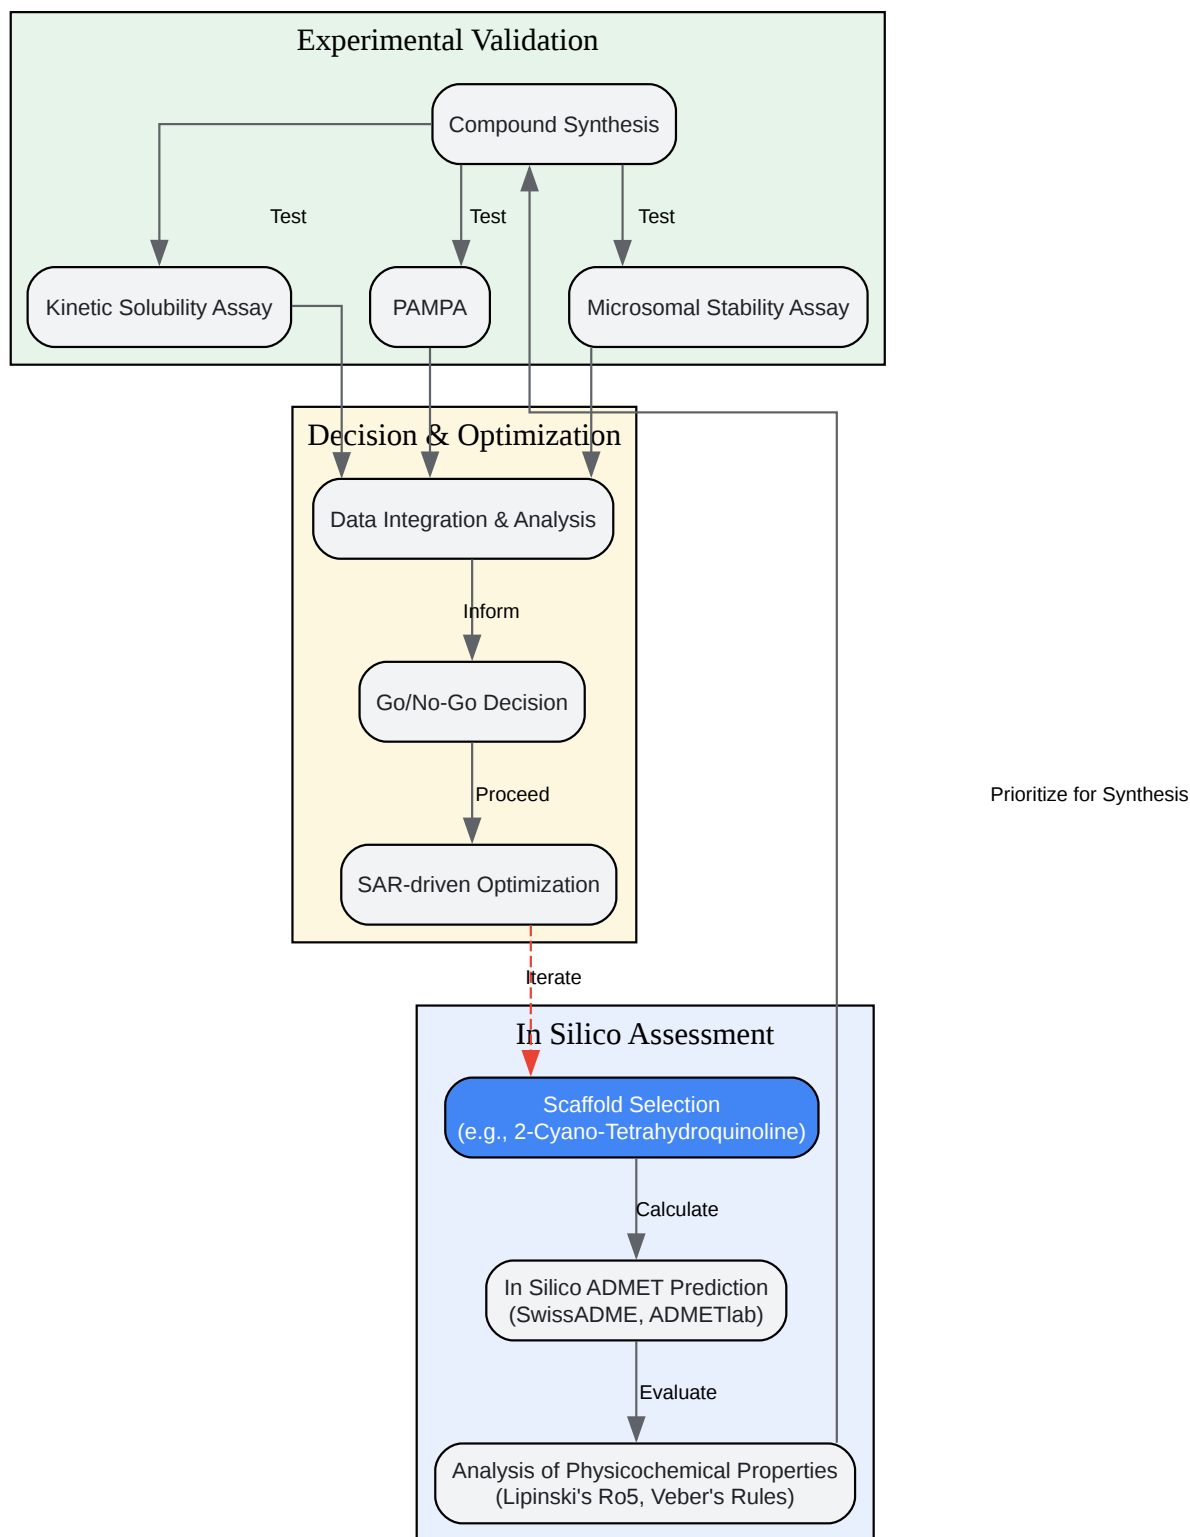 Experimental Validation
Compound Synthesis
Test
Test
Test
Kinetic Solubility Assay
PAMPA
Microsomal Stability Assay
Decision & Optimization
Data Integration & Analysis
Inform
Go/No-Go Decision
Proceed
Prioritize for Synthesis
SAR-driven Optimization
Iterate
In Silico Assessment
Scaffold Selection
(e.g., 2-Cyano-Tetrahydroquinoline)
Calculate
In Silico ADMET Prediction
(SwissADME, ADMETlab)
Evaluate
Analysis of Physicochemical Properties
(Lipinski's Ro5, Veber's Rules)